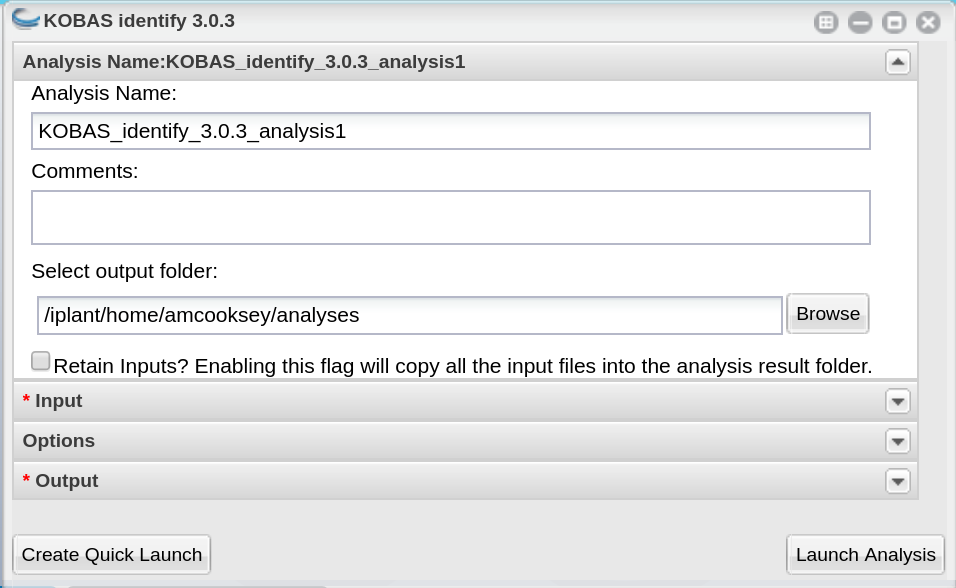 KOBAS identify 3.0.3
Analysis Name:KOBAS_identify_3.0.3_analysis1
Analysis Name:
KOBAS_identify_3.0.3_analysis1
Comments:
Select output folder:
/iplant/home/amcooksey/analyses
Browse
Retain Inputs? Enabling this flag will copy all the input files into the analysis result folder.
* Input
Options
* Output
Create Quick Launch
Launch Analysis